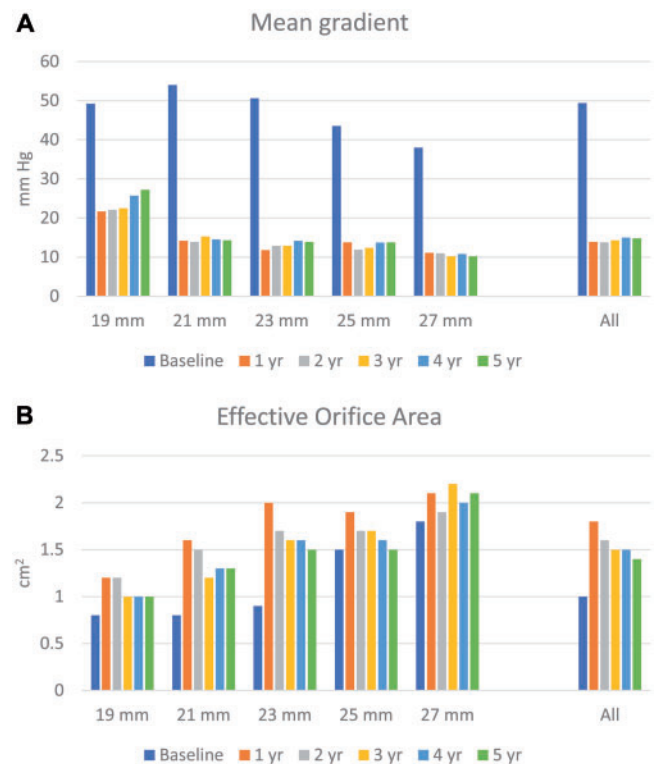 A
Mean gradient
60
50
40
30
20
10
0
mm Hg
19 mm 21 mm 23 mm 25 mm 27 mm All
Baseline 1 yr 2 yr 3 yr 4 yr 5 yr
B
Effective Orifice Area
2.5
2
1.5
1
0.5
0
cm²
19 mm 21 mm 23 mm 25 mm 27 mm All
Baseline 1 yr 2 yr 3 yr 4 yr 5 yr